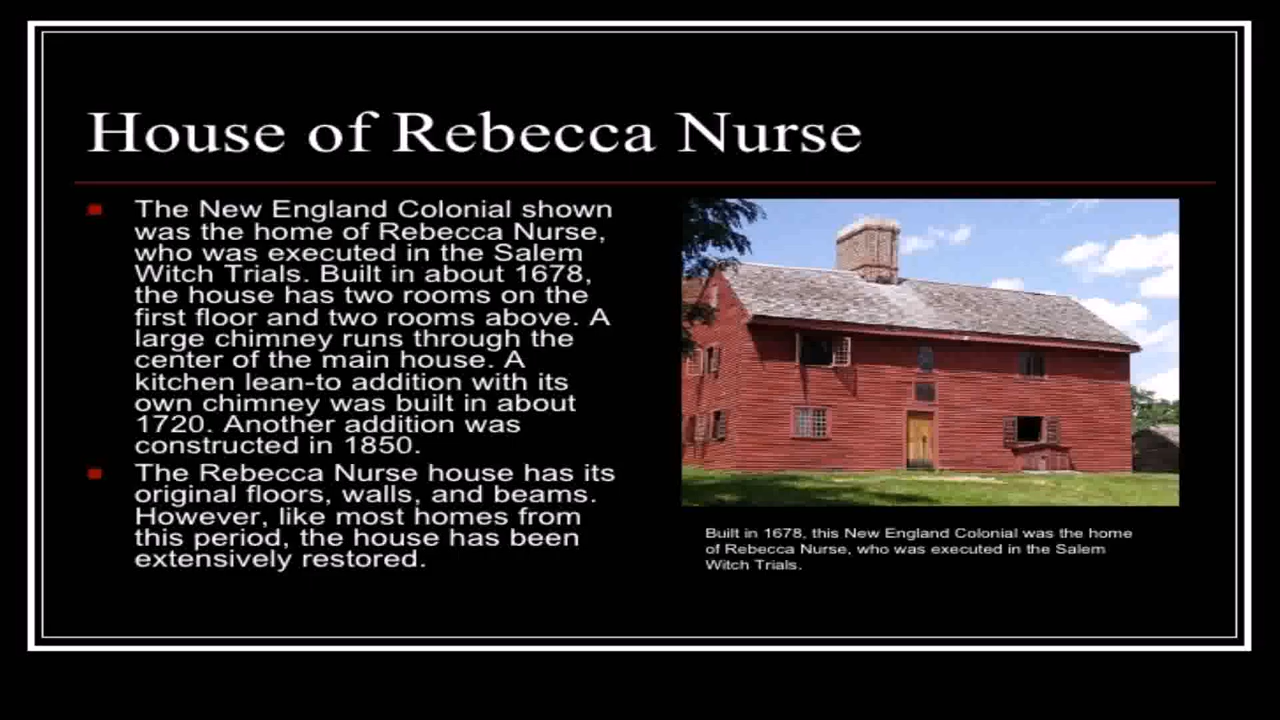 House of Rebecca Nurse
The New England Colonial shown
was the home of Rebecca Nurse,
who was executed in the Salem
Witch Trials. Built in about 1678,
the house has two rooms on the
first floor and two rooms above. A
large chimney runs through the
center of the main house. A
kitchen lean-to addition with its
own chimney was built in about
1720. Another addition was
constructed in 1850.
The Rebecca Nurse house has its
original floors, walls, and beams.
However, like most homes from
this period, the house has been
extensively restored.
Built in 1678, this New England Colonial was the home
of Rebecca Nurse, who was executed in the Salem
Witch Trials.